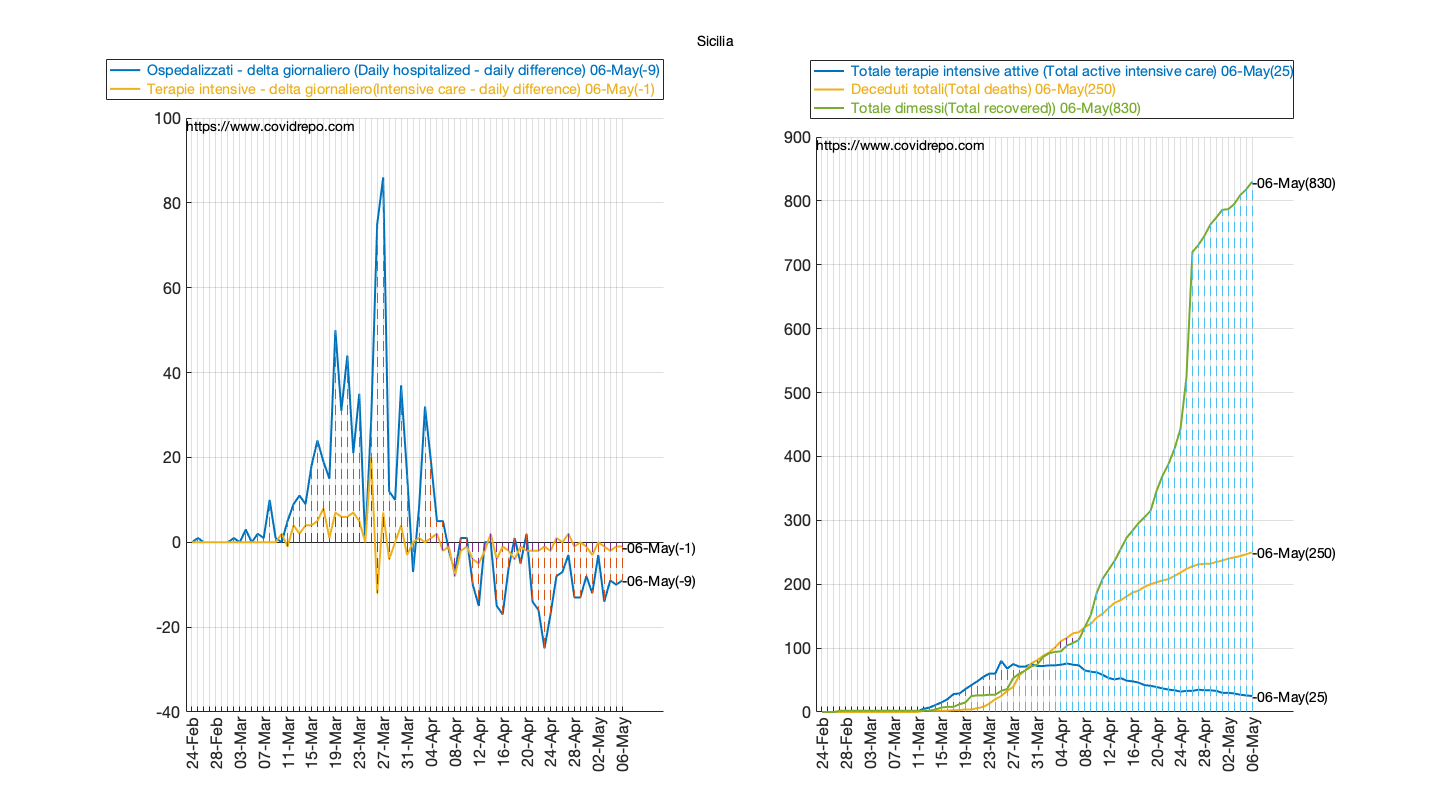 Sicilia
Ospedalizzati - delta giornaliero (Daily hospitalized - daily difference) 06-May(-9)
Terapie intensive - delta giornaliero(Intensive care - daily difference) 06-May(-1)
https://www.covidrepo.com
100
80
60
40
20
0
-20
-40
-06-May(-1)
-06-May(-9)
24-Feb
28-Feb
03-Mar
07-Mar
11-Mar
15-Mar
19-Mar
23-Mar
27-Mar
31-Mar
04-Apr
08-Apr
12-Apr
16-Apr
20-Apr
24-Apr
28-Apr
02-May
06-May
Totale terapie intensive attive (Total active intensive care) 06-May(25)
Deceduti totali(Total deaths) 06-May(250)
Totale dimessi(Total recovered)) 06-May(830)
https://www.covidrepo.com
900
800
700
600
500
400
300
200
100
0
-06-May(830)
-06-May(250)
-06-May(25)
24-Feb
28-Feb
03-Mar
07-Mar
11-Mar
15-Mar
19-Mar
23-Mar
27-Mar
31-Mar
04-Apr
08-Apr
12-Apr
16-Apr
20-Apr
24-Apr
28-Apr
02-May
06-May